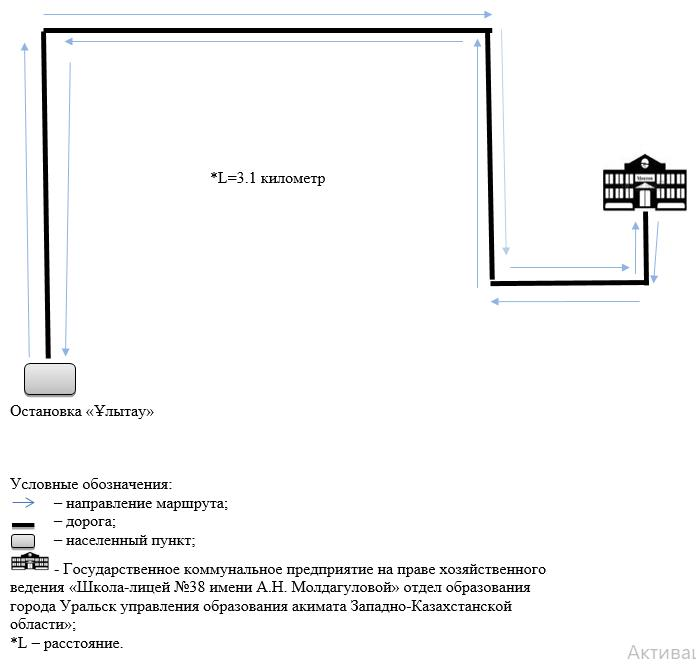 *L=3.1 километр
Остановка «Ұлытау»
Условные обозначения:
– направление маршрута;
– дорога;
– населенный пункт;
- Государственное коммунальное предприятие на праве хозяйственного
ведения «Школа-лицей №38 имени А.Н. Молдагуловой» отдел образования
города Уральск управления образования акимата Западно-Казахстанской
области»;
*L – расстояние.